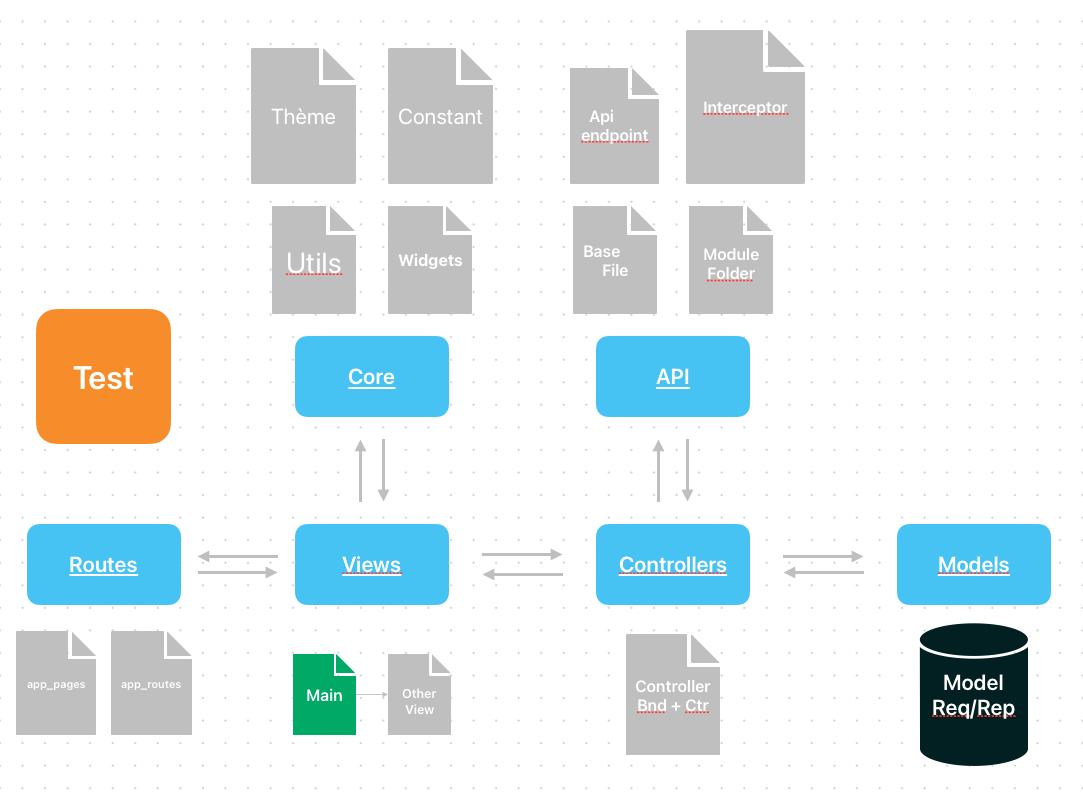 Thème
Constant
Api
endpoint
Interceptor
Utils
Widgets
Base
File
Module
Folder
Test
Core
API
Routes
Views
Controllers
Models
app_pages
app_routes
Main
Other
View
Controller
Bnd + Ctr
Model
Req/Rep